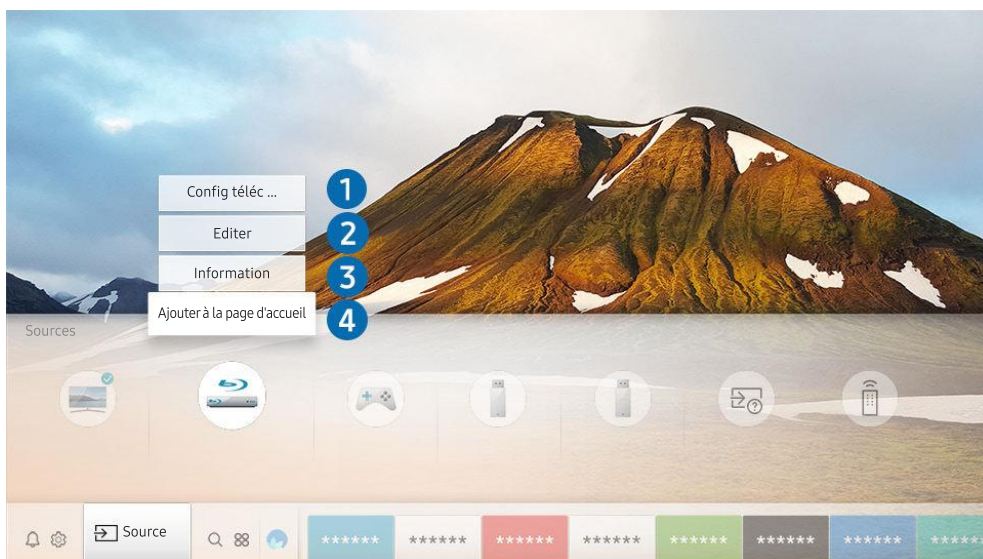 Config téléc ...
1
Editer
2
Information
3
Ajouter à la page d'accueil
4
Sources
?
Source
****** ****** ****** ****** ****** ****** ****** ******